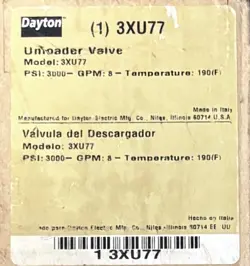 Dayton
(1) 3XU77
Unloader Valve
Model: 3XU77
PSI: 3000- GPM: 8 - Temperature: 190(F)
Made in Italy
Manufactured for Dayton Electric Mfg. Co., Niles, Illinois 60714 U.S.A
Válvula del Descargador
Modelo: 3XU77
PSI: 3000- GPM: 8 - Temperature: 190(F)
Hecho en Italia
para Dayton Electric Mfg. Co., Niles, Illinois 60714 EE. UU
1 3XU77